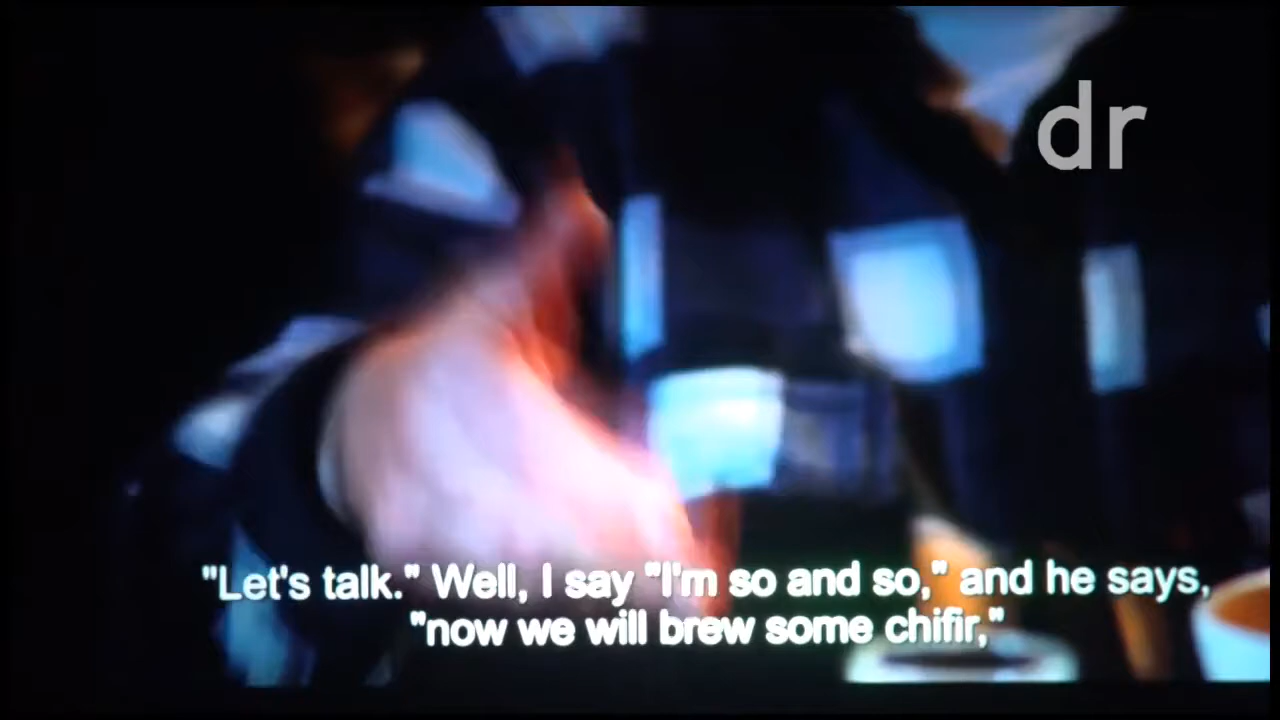 dr
"Let's talk." Well, I say "I'm so and so," and he says,
"now we will brew some chifir,"